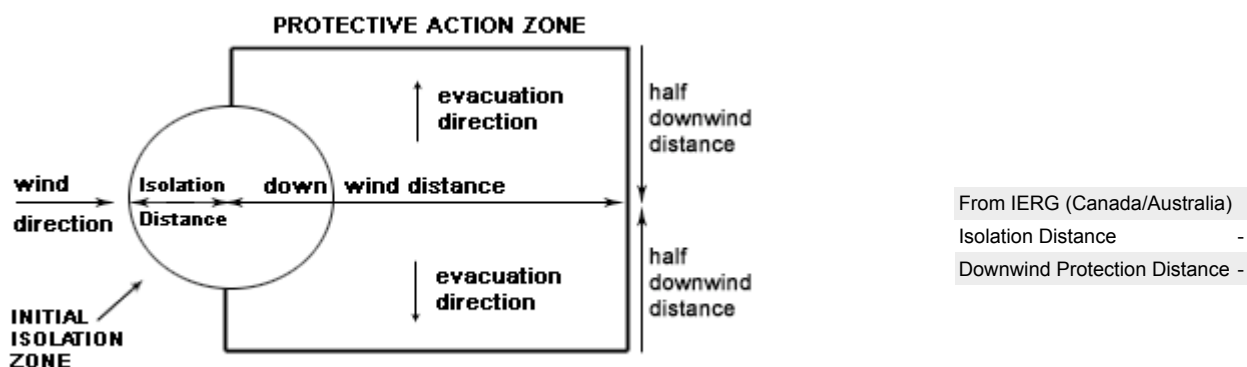 PROTECTIVE ACTION ZONE
evacuation
direction
half
downwind
distance
wind
direction
Isolation
Distance
down wind distance
evacuation
direction
half
downwind
distance
INITIAL
ISOLATION
ZONE
From IERG (Canada/Australia)
Isolation Distance -
Downwind Protection Distance -